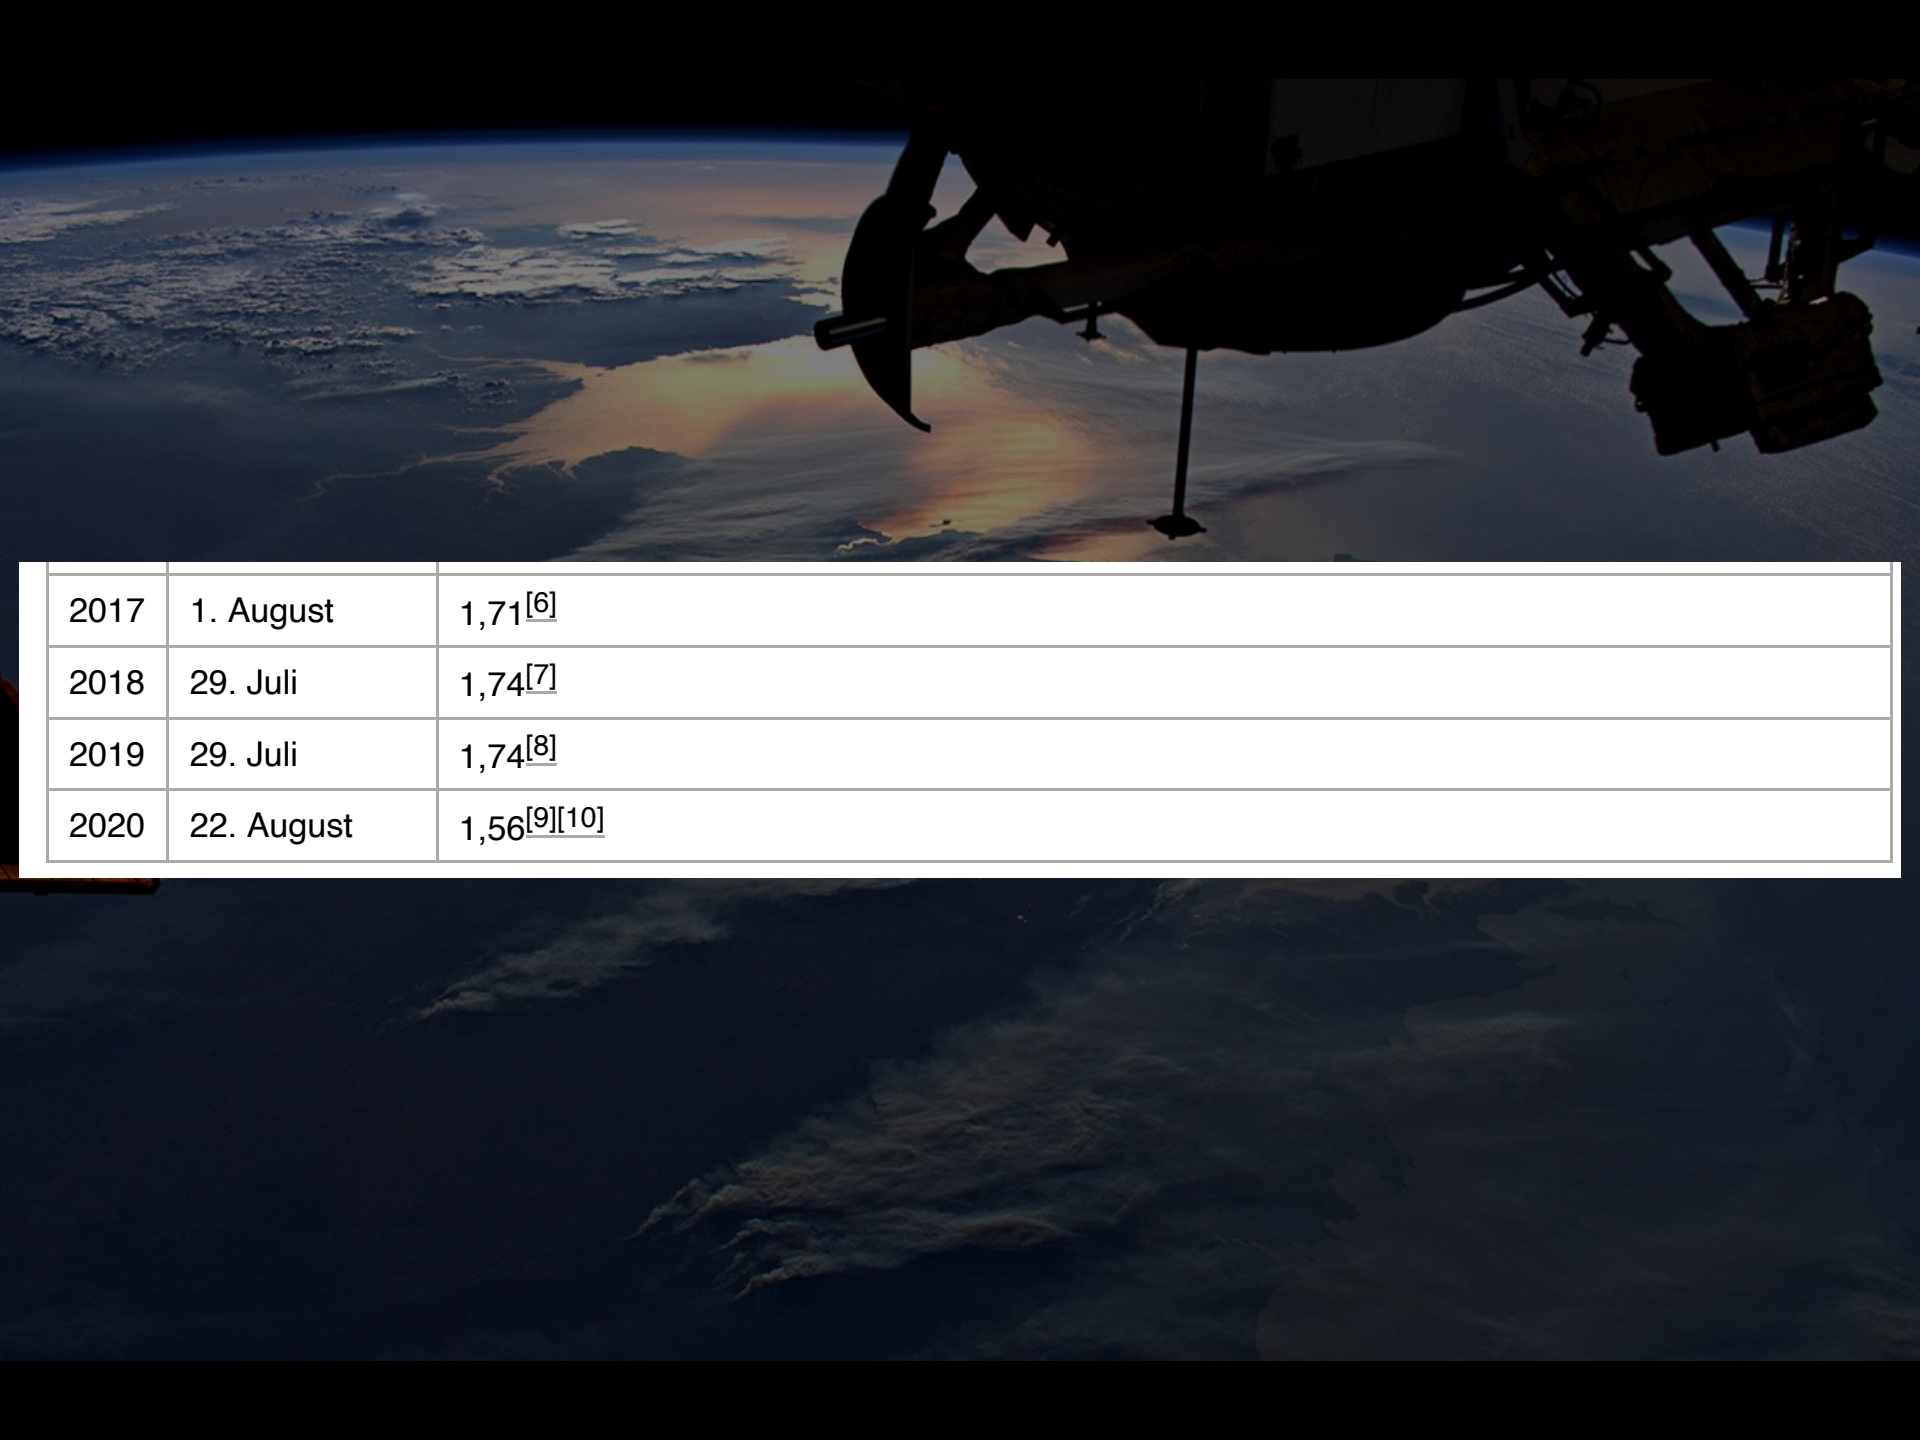 2017 1. August 1,71[6]
2018 29. Juli 1,74[7]
2019 29. Juli 1,74[8]
2020 22. August 1,56[9][10]